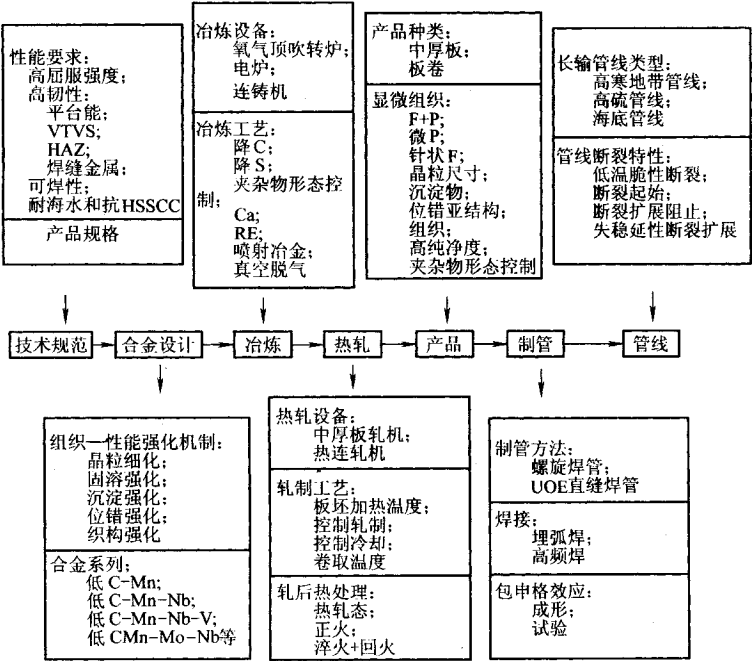 性能要求：
高屈服强度；
高韧性：
平台能；
VTVS；
HAZ；
焊缝金属；
可焊性；
耐海水和抗HSSCC
产品规格
冶炼设备：
氧气顶吹转炉；
电炉；
连铸机
冶炼工艺：
降C；
降S；
夹杂物形态控
制；
Ca；
RE；
喷射冶金；
真空脱气
产品种类：
中厚板；
板卷
显微组织：
F+P；
微P；
针状F；
晶粒尺寸；
沉淀物；
位错亚结构；
组织；
高纯净度；
夹杂物形态控制
长输管线类型：
高寒地带管线；
高硫管线；
海底管线
管线断裂特性：
低温脆性断裂；
断裂起始；
断裂扩展阻止；
失稳延性断裂扩展
技术规范
合金设计
冶炼
热轧
产品
制管
管线
组织—性能强化机制：
晶粒细化；
固溶强化；
沉淀强化；
位错强化；
织构强化
合金系列；
低C-Mn；
低C-Mn-Nb；
低C-Mn-Nb-V；
低CMn-Mo-Nb等
热轧设备：
中厚板轧机；
热连轧机
轧制工艺：
板坯加热温度；
控制轧制；
控制冷却；
卷取温度
轧后热处理：
热轧态；
正火；
淬火+回火
制管方法：
螺旋焊管；
UOE直缝焊管
焊接：
埋弧焊；
高频焊
包申格效应：
成形；
试验